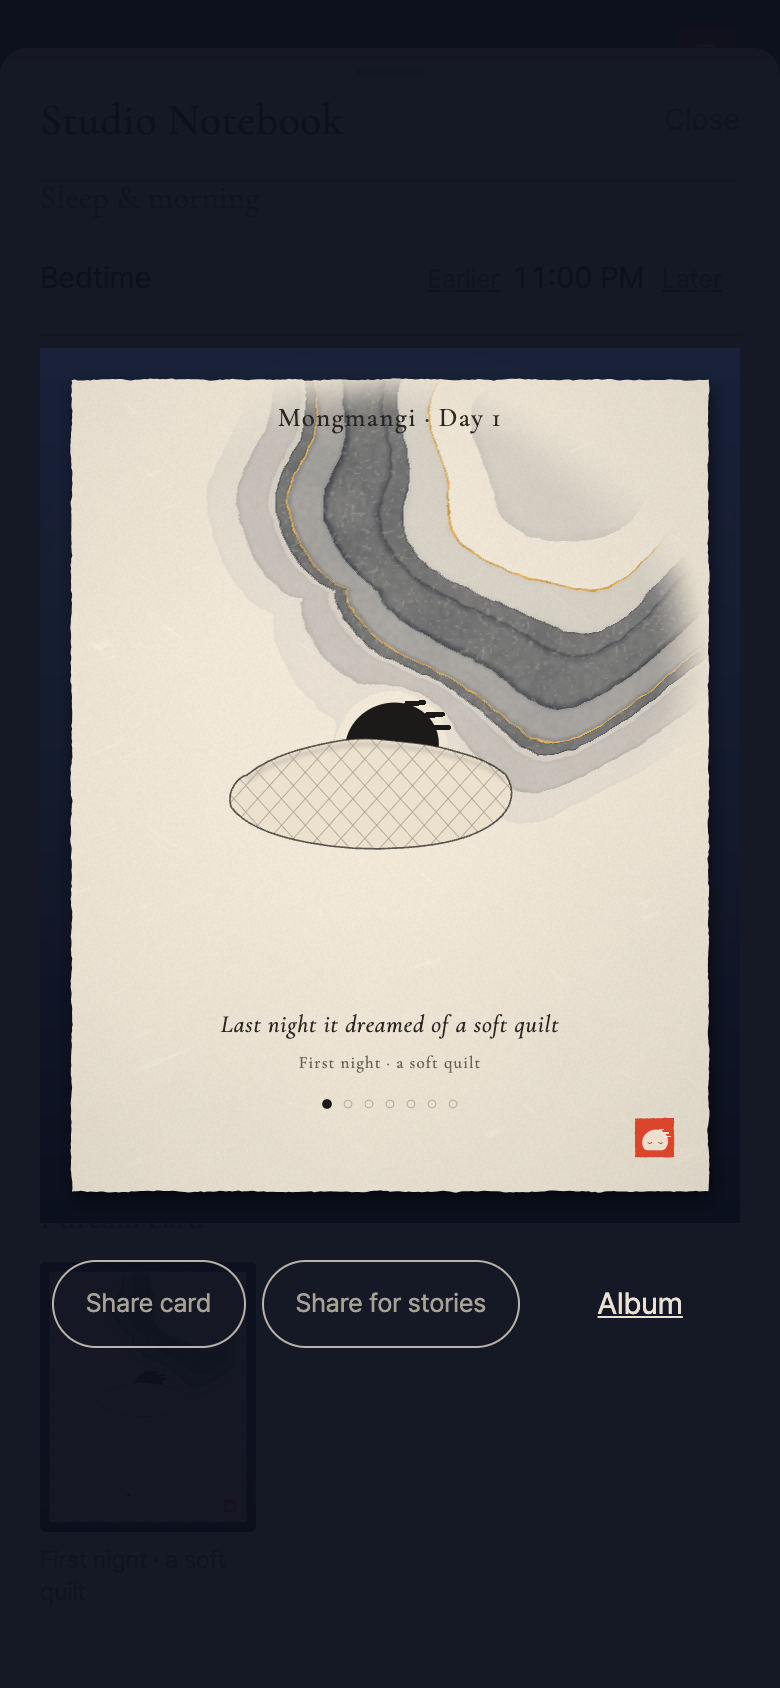 Studio Notebook
Close
Sleep & morning
Bedtime
Earlier 11:00 PM Later
Mongmangi · Day 1
Last night it dreamed of a soft quilt
First night · a soft quilt
Share card
Share for stories
Album
First night · a soft
quilt